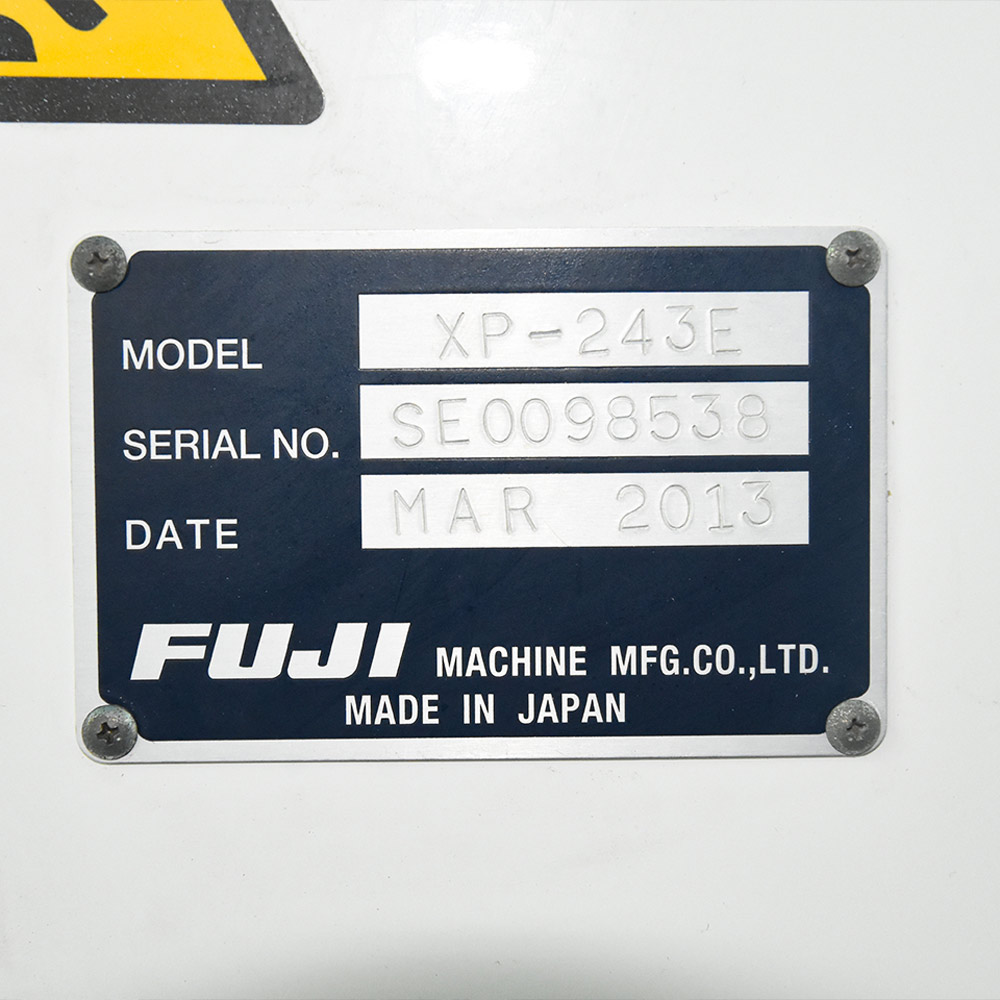 MODEL XP-243E
SERIAL NO. SE0098538
DATE MAR 2013
FUJI MACHINE MFG.CO.,LTD.
MADE IN JAPAN